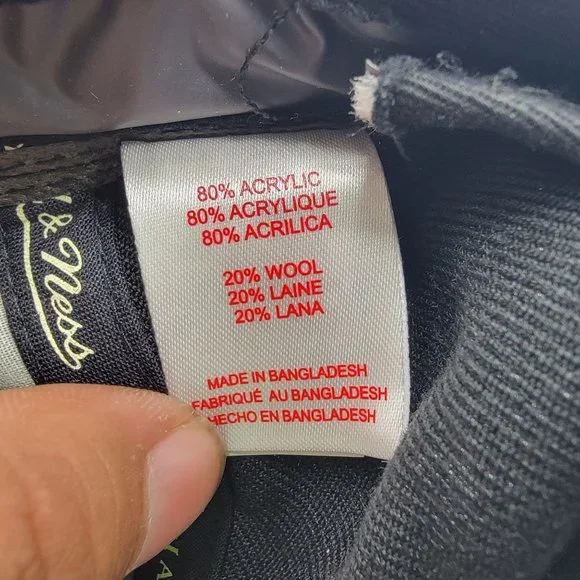 80% ACRYLIC
80% ACRYLIQUE
80% ACRILICA
20% WOOL
20% LAINE
20% LANA
MADE IN BANGLADESH
FABRIQUÉ AU BANGLADESH
HECHO EN BANGLADESH
& Ness